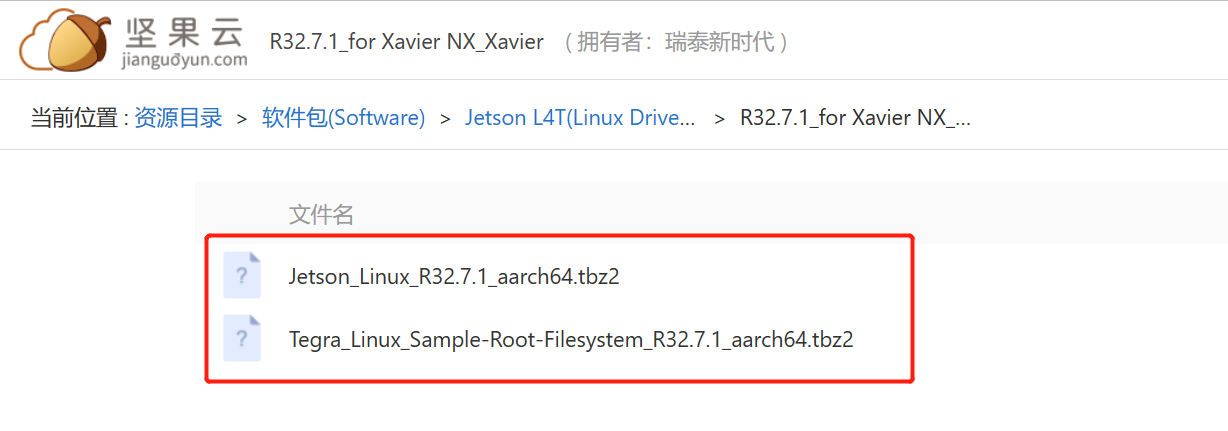 坚果云
jianguoyun.com
R32.7.1_for Xavier NX_Xavier （拥有者：瑞泰新时代）
当前位置 : 资源目录 > 软件包(Software) > Jetson L4T(Linux Drive... > R32.7.1_for Xavier NX_...
文件名
? Jetson_Linux_R32.7.1_aarch64.tbz2
? Tegra_Linux_Sample-Root-Filesystem_R32.7.1_aarch64.tbz2